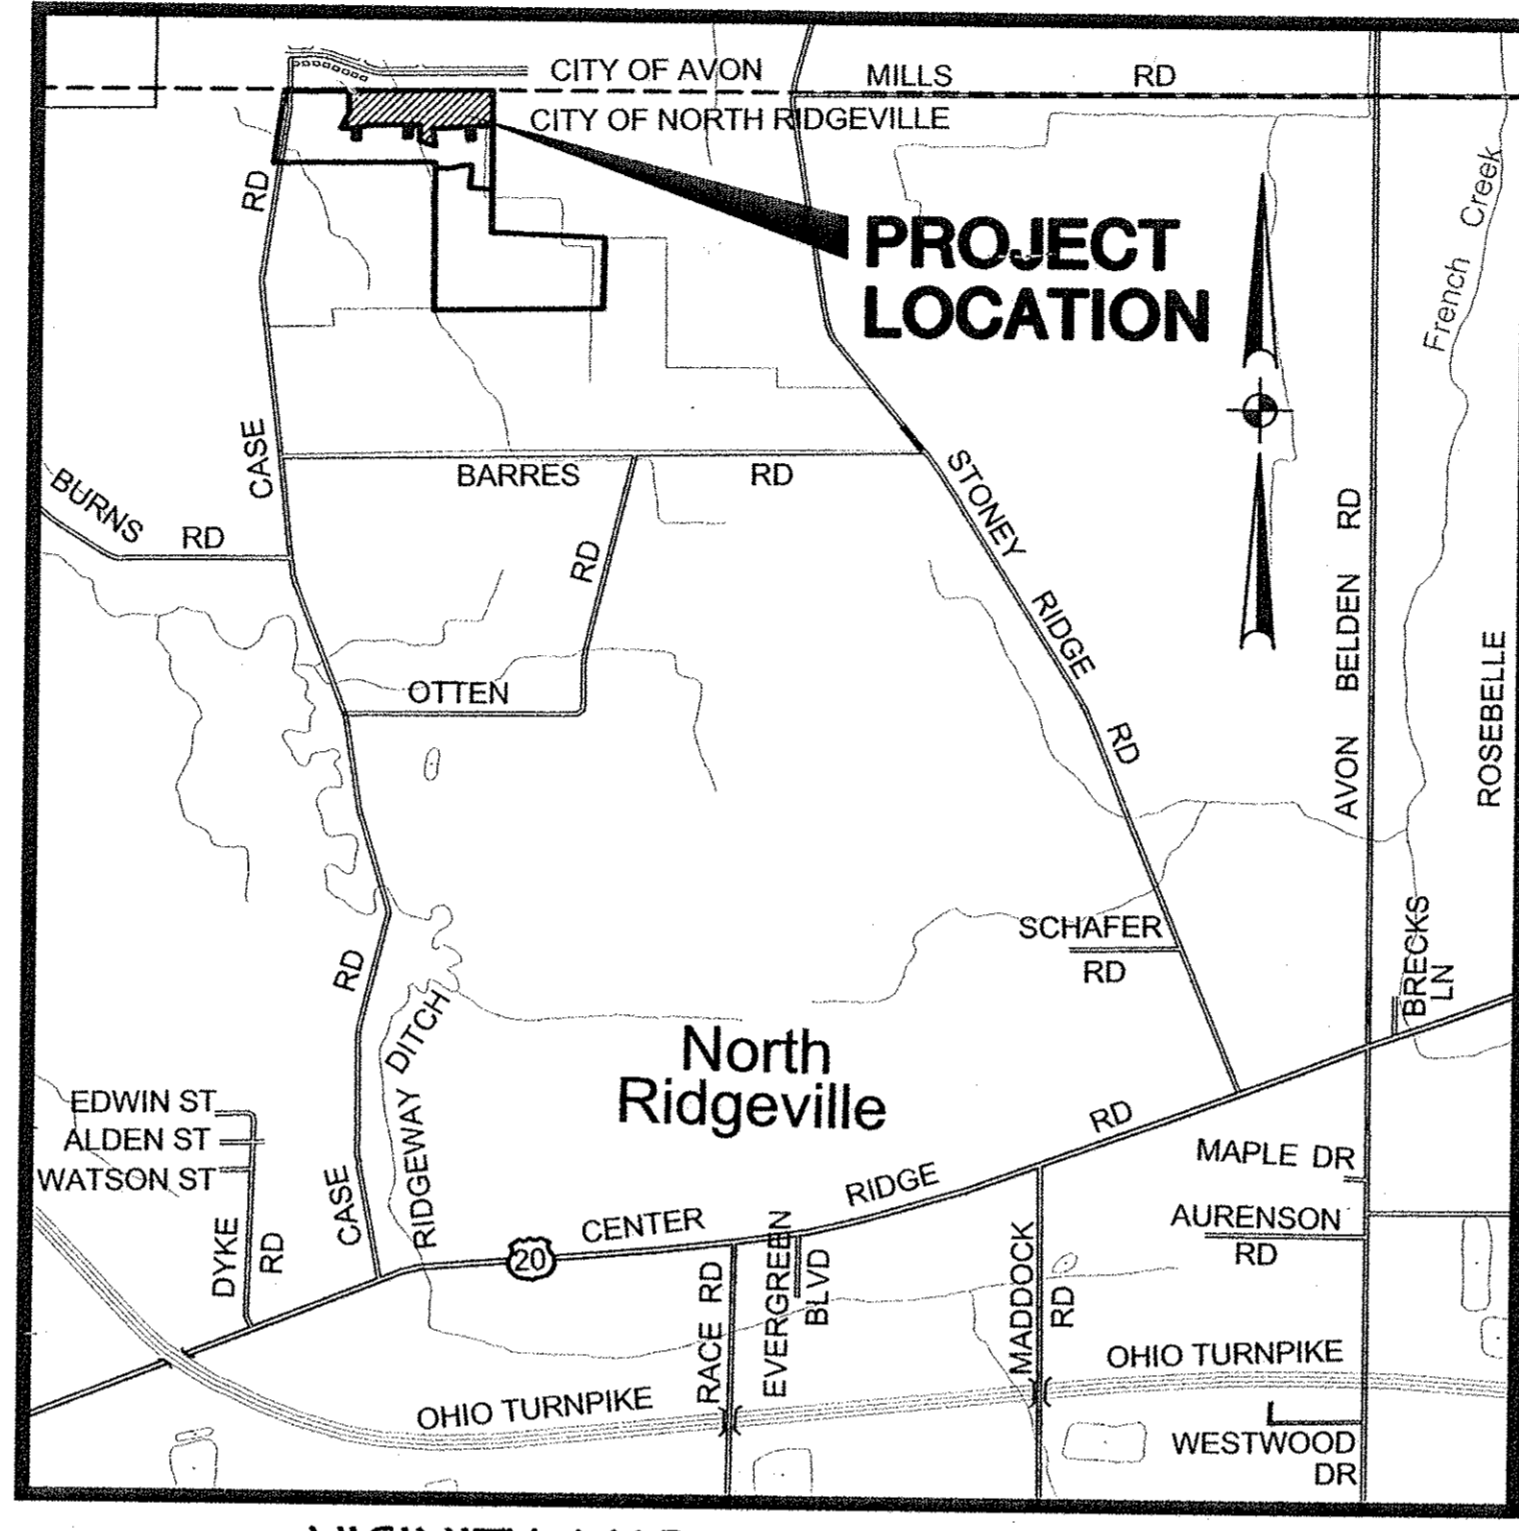 CITY OF AVON
MILLS RD
CITY OF NORTH RIDGEVILLE
RD
PROJECT
LOCATION
French Creek
CASE
BARRES RD
BURNS RD
STONEY RIDGE RD
RD
OTTEN
AVON BELDEN RD
ROSEBELLE
SCHAFER
RD
BRECKS
LN
RD
CASE
RIDGEWAY DITCH
North
Ridgeville
EDWIN ST
ALDEN ST
WATSON ST
DYKE
RD
20
CENTER RIDGE RD
MAPLE DR
AURENSON
RD
RACE RD
EVERGREEN
BLVD
MADDOCK
RD
OHIO TURNPIKE
OHIO TURNPIKE
WESTWOOD
DR